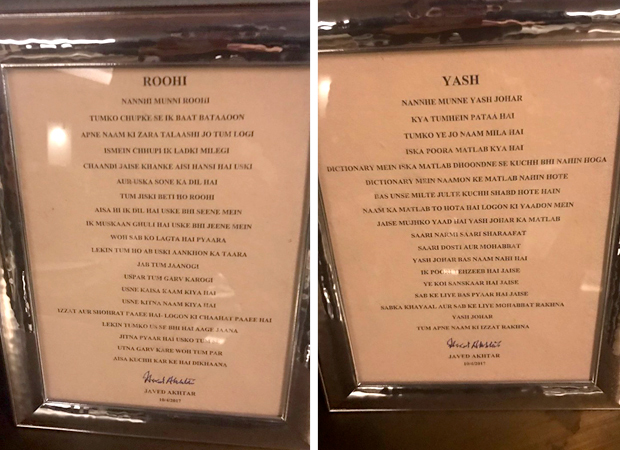 ROOHI
NANNHI MUNNI ROOHI
TUMKO CHUPKE SE IK BAAT BATAAOON
APNE NAAM KI ZARA TALAASHI JO TUM LOGI
ISMEIN CHHUPI IK LADKI MILEGI
CHAANDI JAISE KHANKE AISI HANSI HAI USKI
AUR USKA SONE KA DIL HAI
TUM JISKI BETI HO ROOHI
AISA HI IK DIL HAI USKE BHI SEENE MEIN
IK MUSKAAN GHULI HAI USKE BHI JEENE MEIN
WOH SAB KO LAGTA HAI PYAARA
LEKIN TUM HO AB USKI AANKHON KA TAARA
JAB TUM JAANOGI
USPAR TUM GARV KAROGI
USNE KAISA KAAM KIYA HAI
USNE KITNA NAAM KIYA HAI
IZZAT AUR SHOHRAT PAAEE HAI- LOGON KI CHAAHAT PAAEE HAI
LEKIN TUMKO USSE BHI HAI AAGE JAANA
JITNA PYAAR HAI USKO
UTNA GARV KARE WOH TUM PAR
AISA KUCHH KAR KE HAI DIKHAANA
JAVED AKHTAR
10/4/2017
YASH
NANNHE MUNNE YASH JOHAR
KYA TUMHEIN PATAA HAI
TUMKO YE JO NAAM MILA HAI
ISKA POORA MATLAB KYA HAI
DICTIONARY MEIN ISKA MATLAB DHOONDNE SE KUCHH BHI NAHIN HOGA
DICTIONARY MEIN NAAMON KE MATLAB NAHIN HOTE
BAS UNSE MILTE JULTE KUCHH SHABD HOTE HAIN
NAAM KA MATLAB TO HOTA HAI LOGON KI YAADON MEIN
JAISE MUJHKO YAAD HAI YASH JOHAR KA MATLAB
SAARI NARMI SAARI SHARAAFAT
SAARI DOSTI AUR MOHABBAT
YASH JOHAR BAS NAAM NAHI HAI
IK POORI TEHZEEB HAI JAISE
YE KOI SANSKAAR HAI JAISE
SAB KE LIYE BAS PYAAR HAI JAISE
SABKA KHAYAAL AUR SAB KE LIYE MOHABBAT RAKHNA
YASH JOHAR
TUM APNE NAAM KI IZZAT RAKHNA
JAVED AKHTAR
10/4/2017